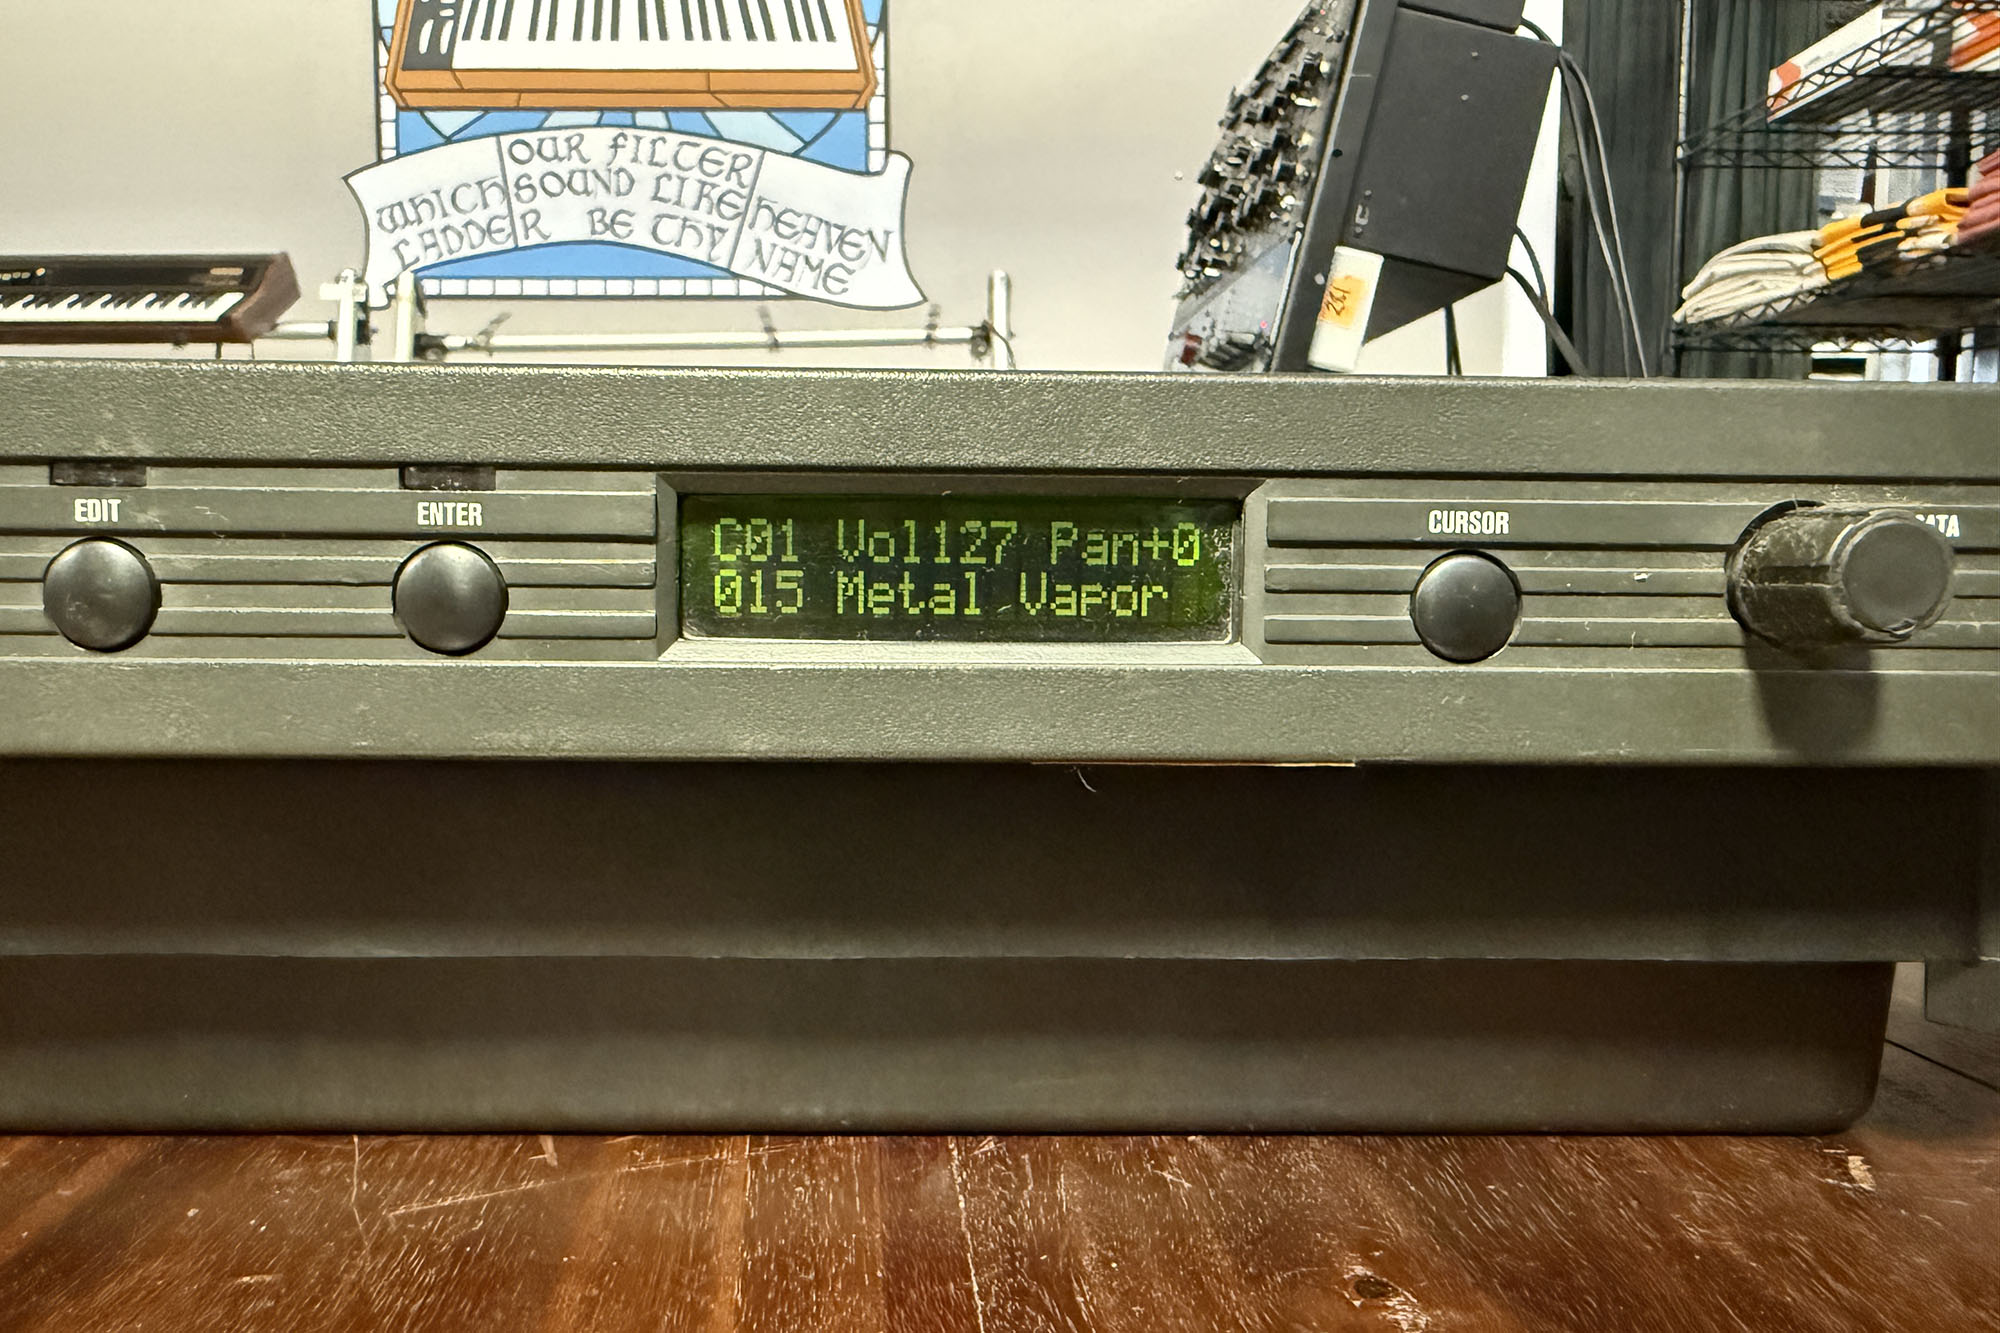 OUR FILTER
WHICH SOUND LIKE HEAVEN
LADDER BE THY NAME
EDIT
ENTER
C01 Vol127 Pan+0
015 Metal Vapor
CURSOR